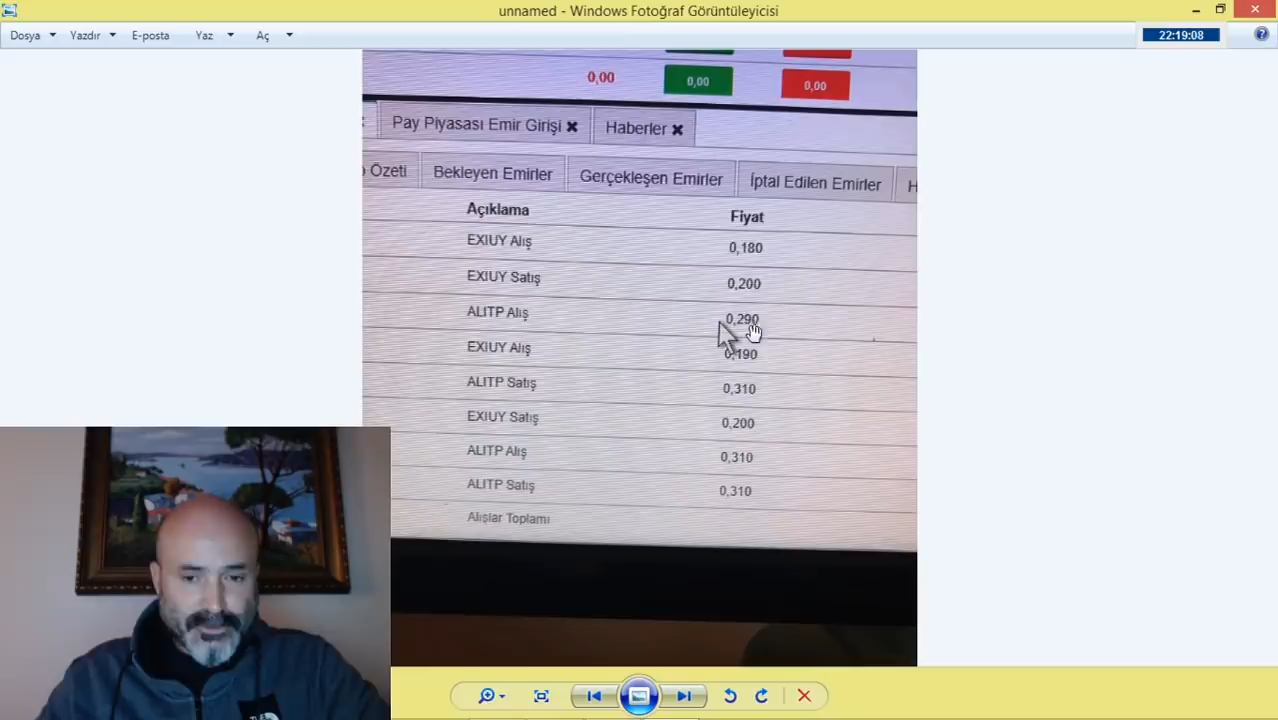 unnamed - Windows Fotoğraf Görüntüleyicisi
Dosya Yazdır E-posta Yaz Aç 22:19:08
0,00 0,00 0,00
Pay Piyasası Emir Girişi Haberler
Özeti Bekleyen Emirler Gerçekleşen Emirler İptal Edilen Emirler H
Açıklama Fiyat
EXIUY Alış 0,180
EXIUY Satış 0,200
ALITP Alış 0,290
EXIUY Alış 0,190
ALITP Satış 0,310
EXIUY Satış 0,200
ALITP Alış 0,310
ALITP Satış 0,310
Alışlar Toplamı